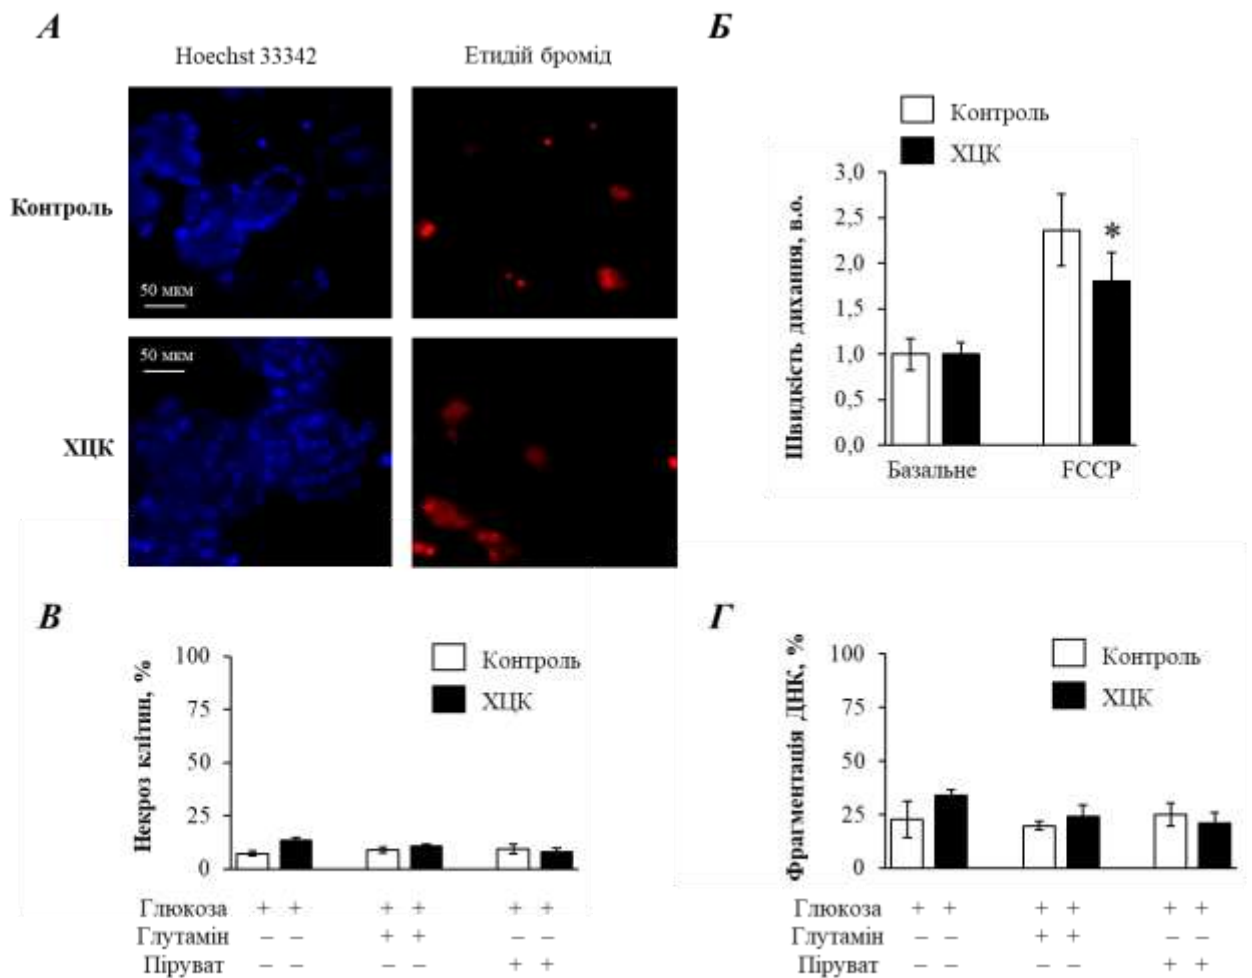 А
Hoechst 33342
Етидій бромід
Контроль
50 мкм
ХЦК
50 мкм
Б
Контроль
ХЦК
Швидкість дихання, в.о.
3,0
2,5
2,0
1,5
1,0
0,5
0,0
*
Базальне
FCCP
В
Контроль
ХЦК
Некроз клітин, %
100
75
50
25
0
Глюкоза + + + + + +
Глутамін – – + + – –
Піруват – – – – + +
Г
Контроль
ХЦК
Фрагментація ДНК, %
100
75
50
25
0
Глюкоза + + + + + +
Глутамін – – + + – –
Піруват – – – – + +